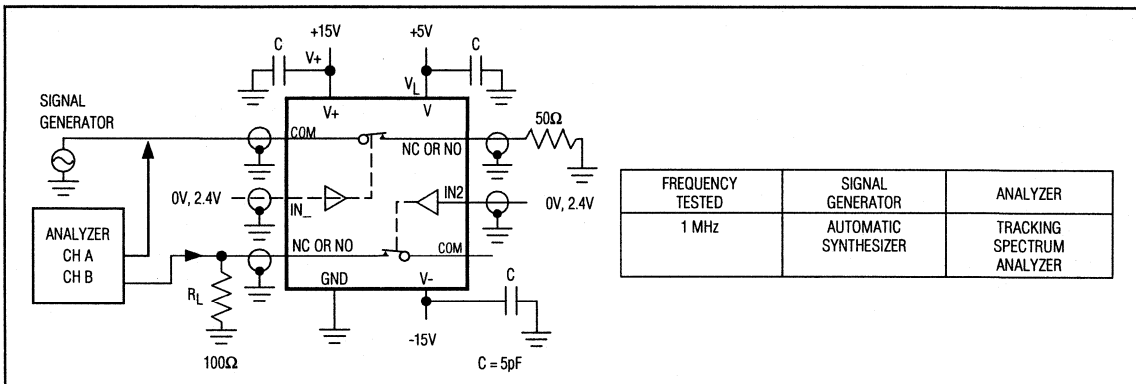 +15V
+5V
C
V+
C
VL
V+
V
SIGNAL
GENERATOR
50Ω
COM
NC OR NO
0V, 2.4V
IN_
IN2
0V, 2.4V
ANALYZER
CH A
CH B
NC OR NO
COM
RL
GND
V-
C
100Ω
-15V
C = 5pF
FREQUENCY
TESTED
SIGNAL
GENERATOR
ANALYZER
1 MHz
AUTOMATIC
SYNTHESIZER
TRACKING
SPECTRUM
ANALYZER